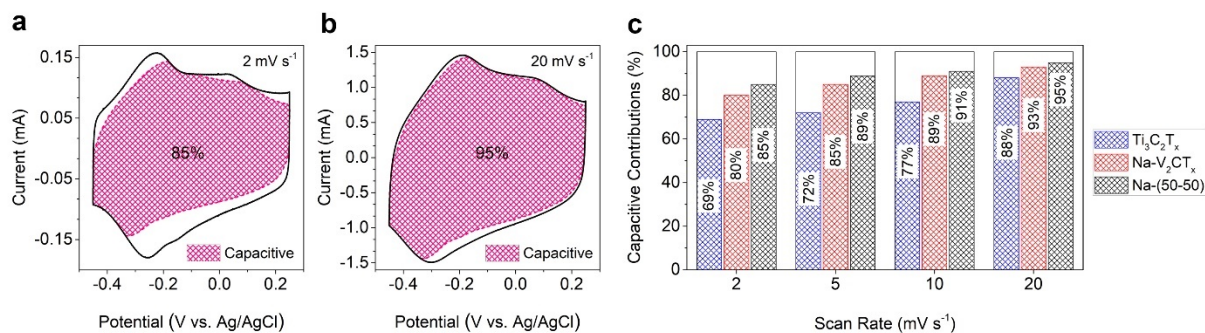 a
2 mV s⁻¹
0.15
0.05
-0.05
-0.15
Current (mA)
85%
Capacitive
-0.4 -0.2 0.0 0.2
Potential (V vs. Ag/AgCl)
b
20 mV s⁻¹
1.5
1.0
0.5
0.0
-0.5
-1.0
-1.5
Current (mA)
95%
Capacitive
-0.4 -0.2 0.0 0.2
Potential (V vs. Ag/AgCl)
c
100
80
60
40
20
0
Capacitive Contributions (%)
69% 80% 85%
72% 85% 89%
77% 89% 91%
88% 93% 95%
2 5 10 20
Scan Rate (mV s⁻¹)
Ti₃C₂Tₓ
Na-V₂CTₓ
Na-(50-50)